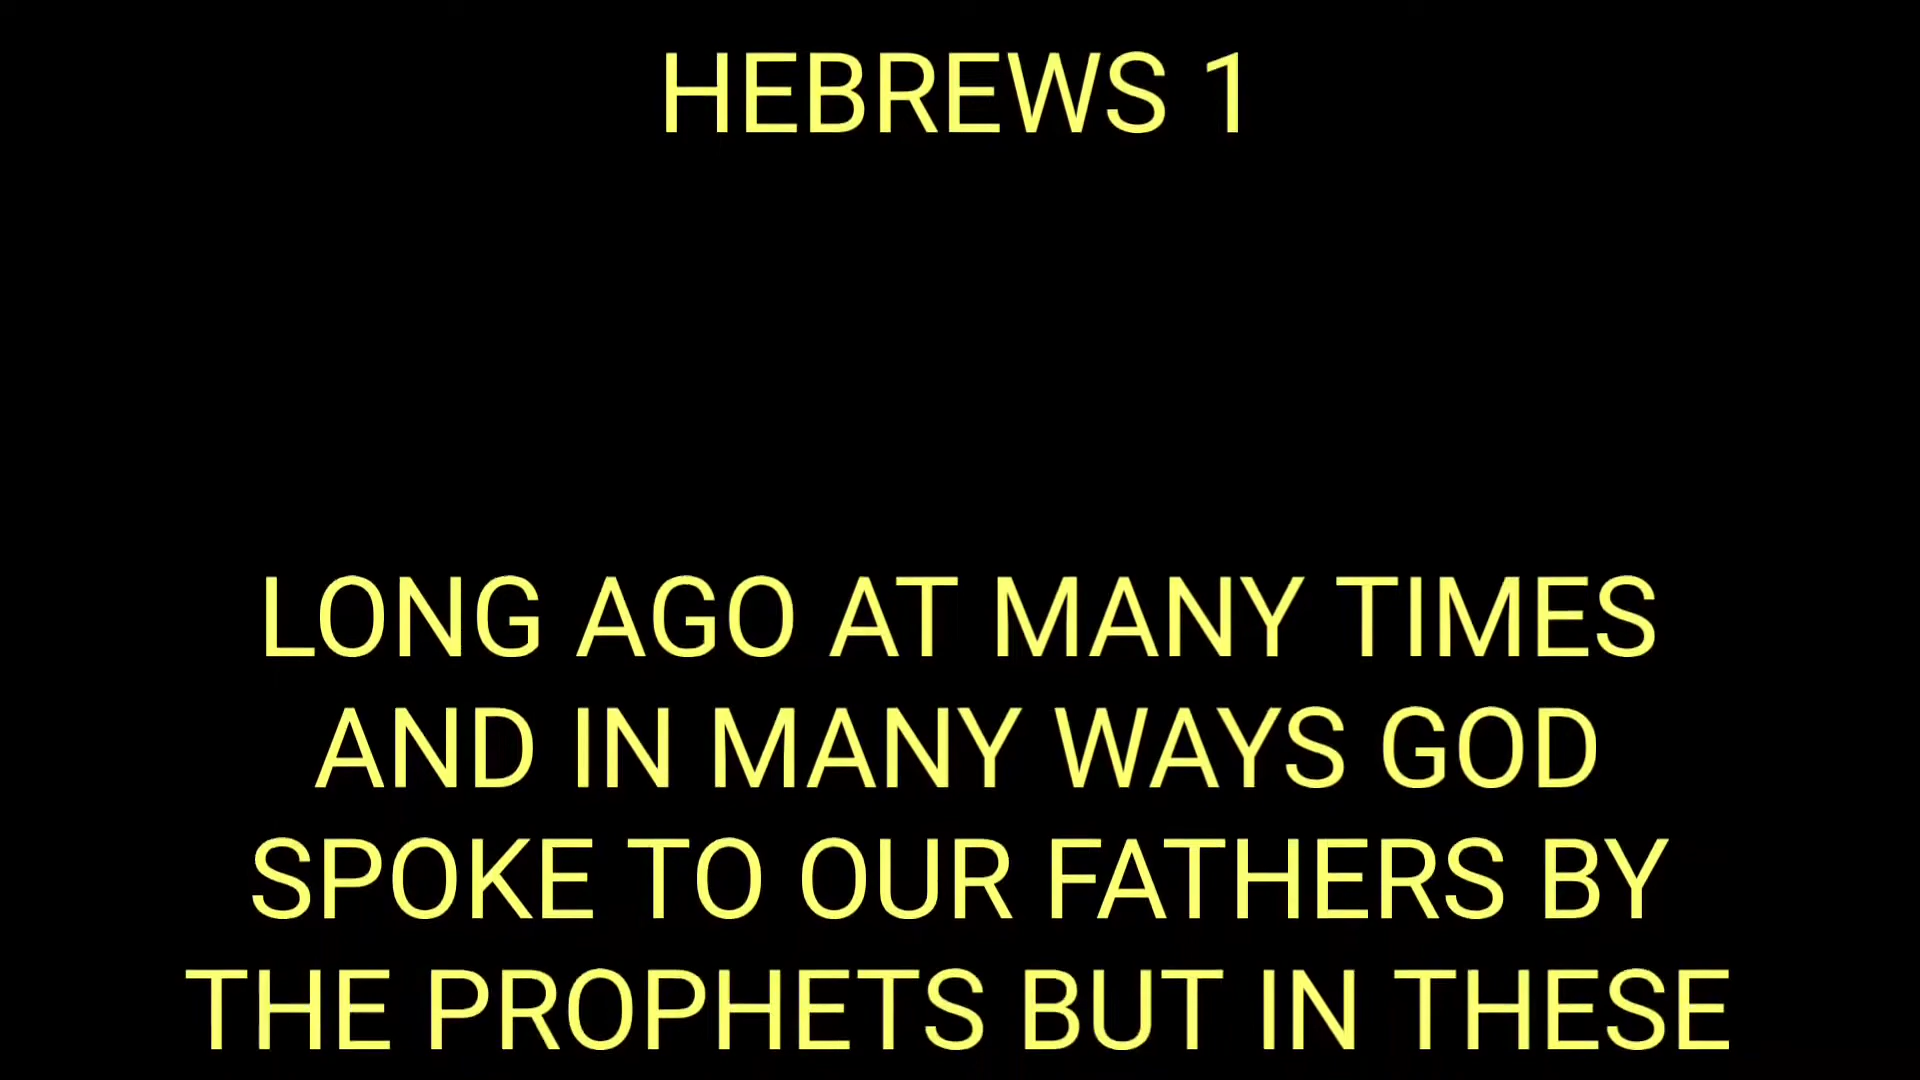 HEBREWS 1
LONG AGO AT MANY TIMES
AND IN MANY WAYS GOD
SPOKE TO OUR FATHERS BY
THE PROPHETS BUT IN THESE